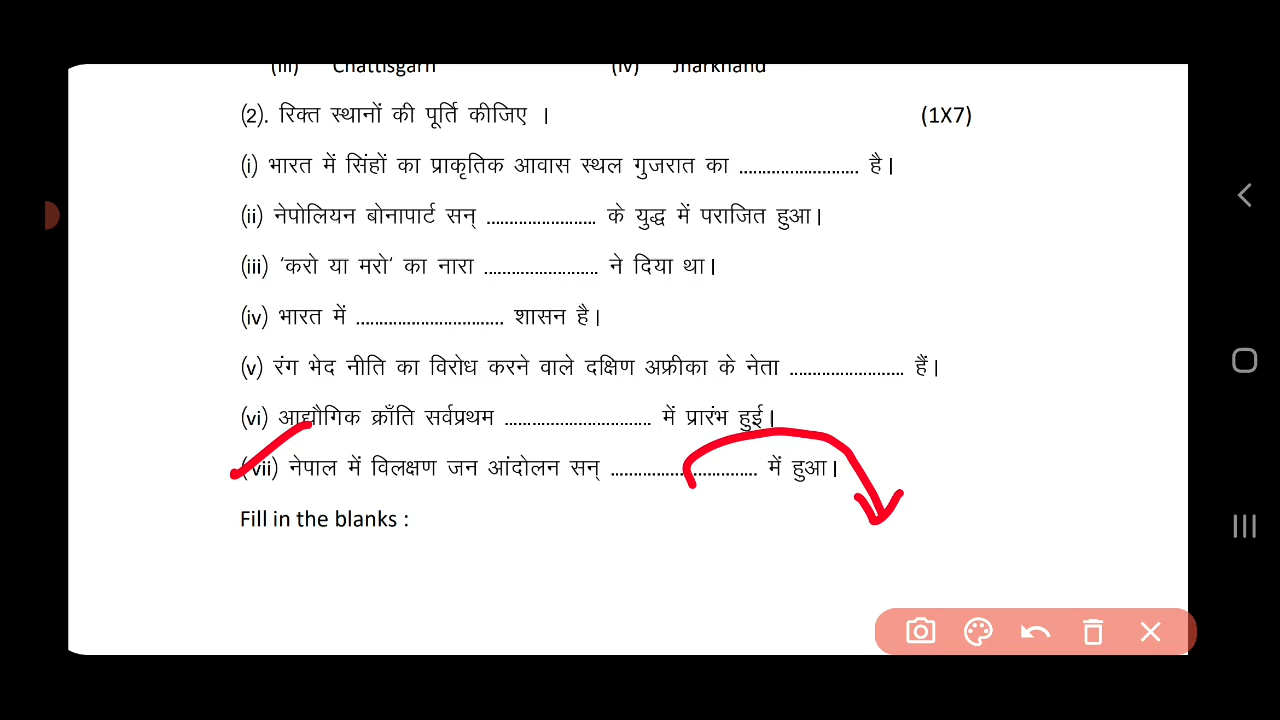 (iii) Chattisgarh (iv) Jharkhand
(2). रिक्त स्थानों की पूर्ति कीजिए । (1X7)
(i) भारत में सिंहों का प्राकृतिक आवास स्थल गुजरात का .......................... है।
(ii) नेपोलियन बोनापार्ट सन् ........................ के युद्ध में पराजित हुआ।
(iii) ‘करो या मरो’ का नारा ......................... ने दिया था।
(iv) भारत में ................................ शासन है।
(v) रंग भेद नीति का विरोध करने वाले दक्षिण अफ्रीका के नेता ......................... हैं।
(vi) आद्यौगिक क्राँति सर्वप्रथम ................................ में प्रारंभ हुई।
(vii) नेपाल में विलक्षण जन आंदोलन सन् ................................ में हुआ।
Fill in the blanks :